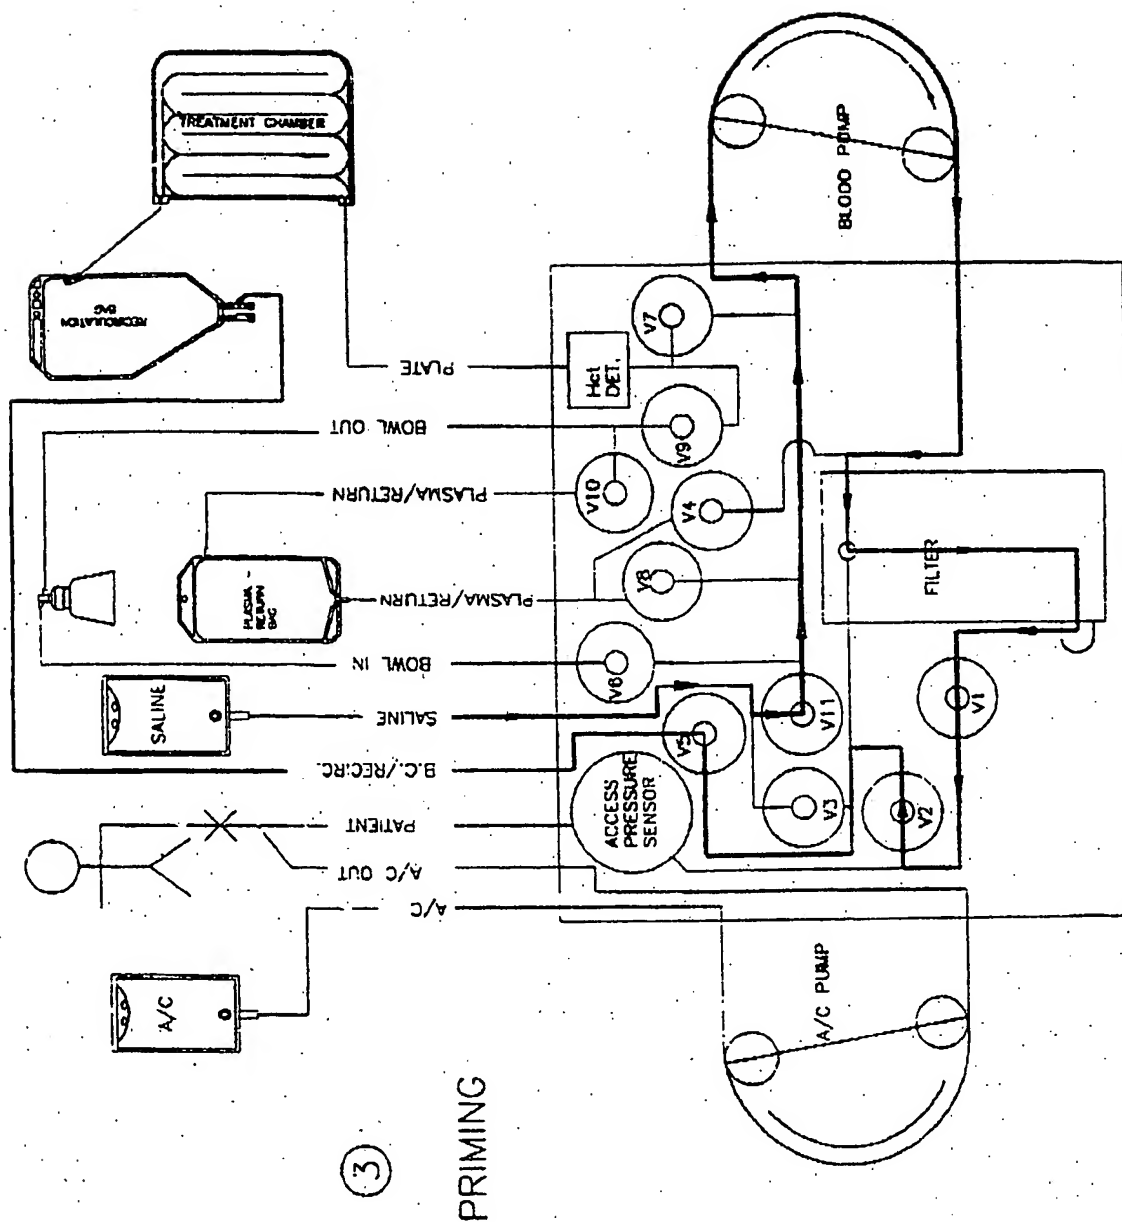 TREATMENT CHAMBER
RECIRCULATION
BAG
PLATE
BOWL OUT
PLASMA/RETURN
PLASMA -
RETURN
BAG
PLASMA/RETURN
BOWL IN
SALINE
SALINE
B.C./RECIRC.
PATIENT
A/C OUT
A/C
A/C
BLOOD PUMP
V7
Hct
DET.
V9
V10
V4
V8
V6
V5
V11
V3
V2
V1
ACCESS
PRESSURE
SENSOR
FILTER
A/C PUMP
3
PRIMING